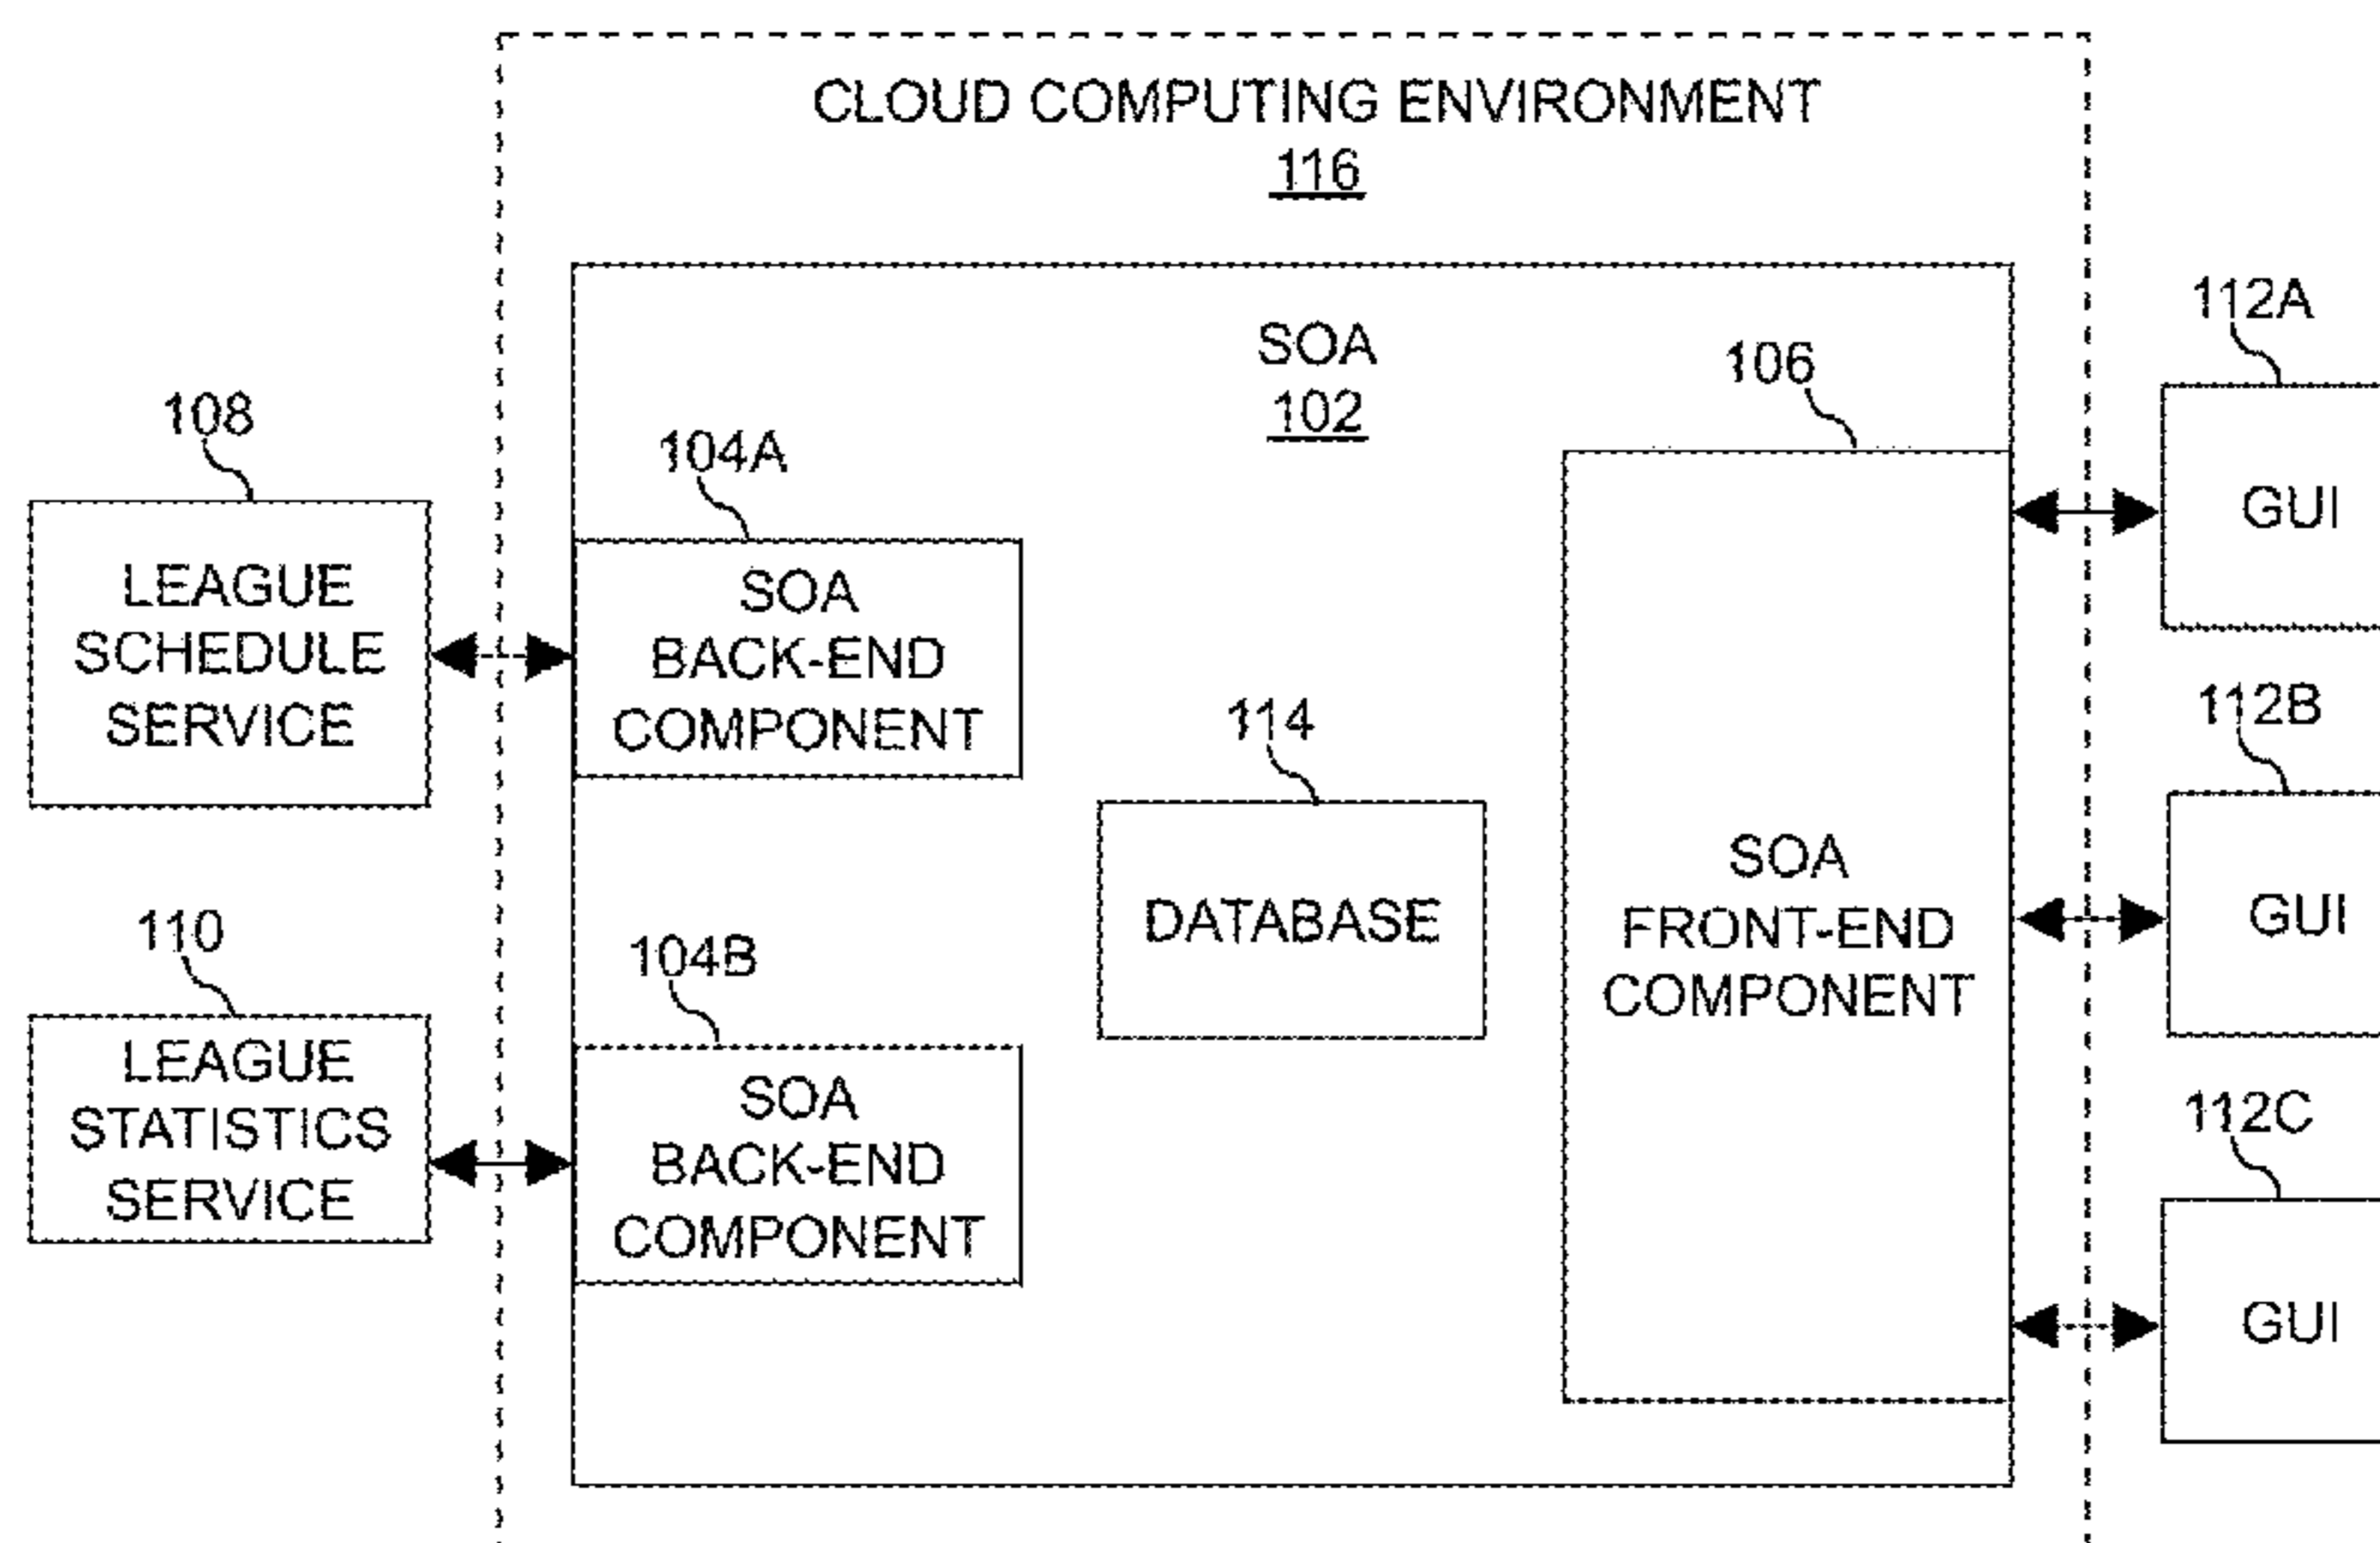 CLOUD COMPUTING ENVIRONMENT
116
SOA
102
108
LEAGUE
SCHEDULE
SERVICE
110
LEAGUE
STATISTICS
SERVICE
104A
SOA
BACK-END
COMPONENT
104B
SOA
BACK-END
COMPONENT
114
DATABASE
106
SOA
FRONT-END
COMPONENT
112A
GUI
112B
GUI
112C
GUI